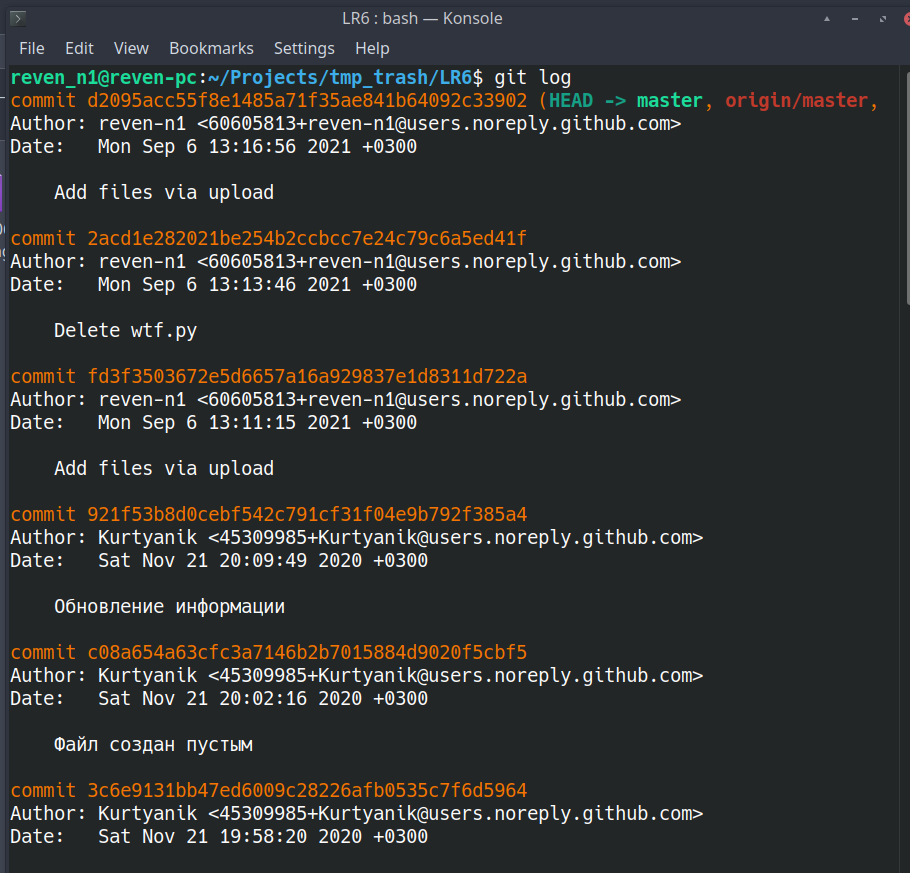 LR6 : bash — Konsole
File Edit View Bookmarks Settings Help
reven_n1@reven-pc:~/Projects/tmp_trash/LR6$ git log
commit d2095acc55f8e1485a71f35ae841b64092c33902 (HEAD -> master, origin/master,
Author: reven-n1 <60605813+reven-n1@users.noreply.github.com>
Date:   Mon Sep 6 13:16:56 2021 +0300
Add files via upload
commit 2acd1e282021be254b2ccbcc7e24c79c6a5ed41f
Author: reven-n1 <60605813+reven-n1@users.noreply.github.com>
Date:   Mon Sep 6 13:13:46 2021 +0300
Delete wtf.py
commit fd3f3503672e5d6657a16a929837e1d8311d722a
Author: reven-n1 <60605813+reven-n1@users.noreply.github.com>
Date:   Mon Sep 6 13:11:15 2021 +0300
Add files via upload
commit 921f53b8d0cebf542c791cf31f04e9b792f385a4
Author: Kurtyanik <45309985+Kurtyanik@users.noreply.github.com>
Date:   Sat Nov 21 20:09:49 2020 +0300
Обновление информации
commit c08a654a63cfc3a7146b2b7015884d9020f5cbf5
Author: Kurtyanik <45309985+Kurtyanik@users.noreply.github.com>
Date:   Sat Nov 21 20:02:16 2020 +0300
Файл создан пустым
commit 3c6e9131bb47ed6009c28226afb0535c7f6d5964
Author: Kurtyanik <45309985+Kurtyanik@users.noreply.github.com>
Date:   Sat Nov 21 19:58:20 2020 +0300